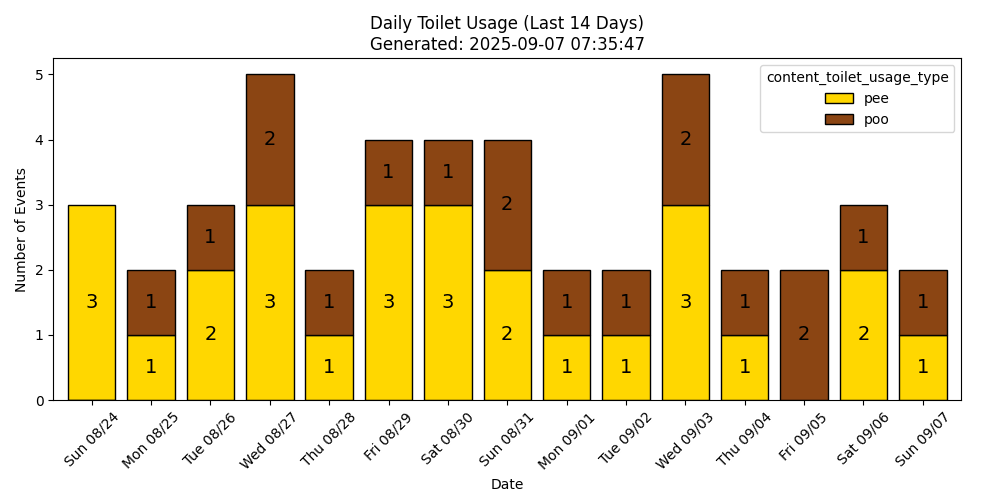 Daily Toilet Usage (Last 14 Days)
Generated: 2025-09-07 07:35:47
content_toilet_usage_type
pee
poo
Number of Events
5
4
3
2
1
0
3
1
1
1
2
2
3
1
1
1
3
1
3
2
2
1
1
1
1
2
3
1
1
2
1
2
1
1
Sun 08/24
Mon 08/25
Tue 08/26
Wed 08/27
Thu 08/28
Fri 08/29
Sat 08/30
Sun 08/31
Mon 09/01
Tue 09/02
Wed 09/03
Thu 09/04
Fri 09/05
Sat 09/06
Sun 09/07
Date